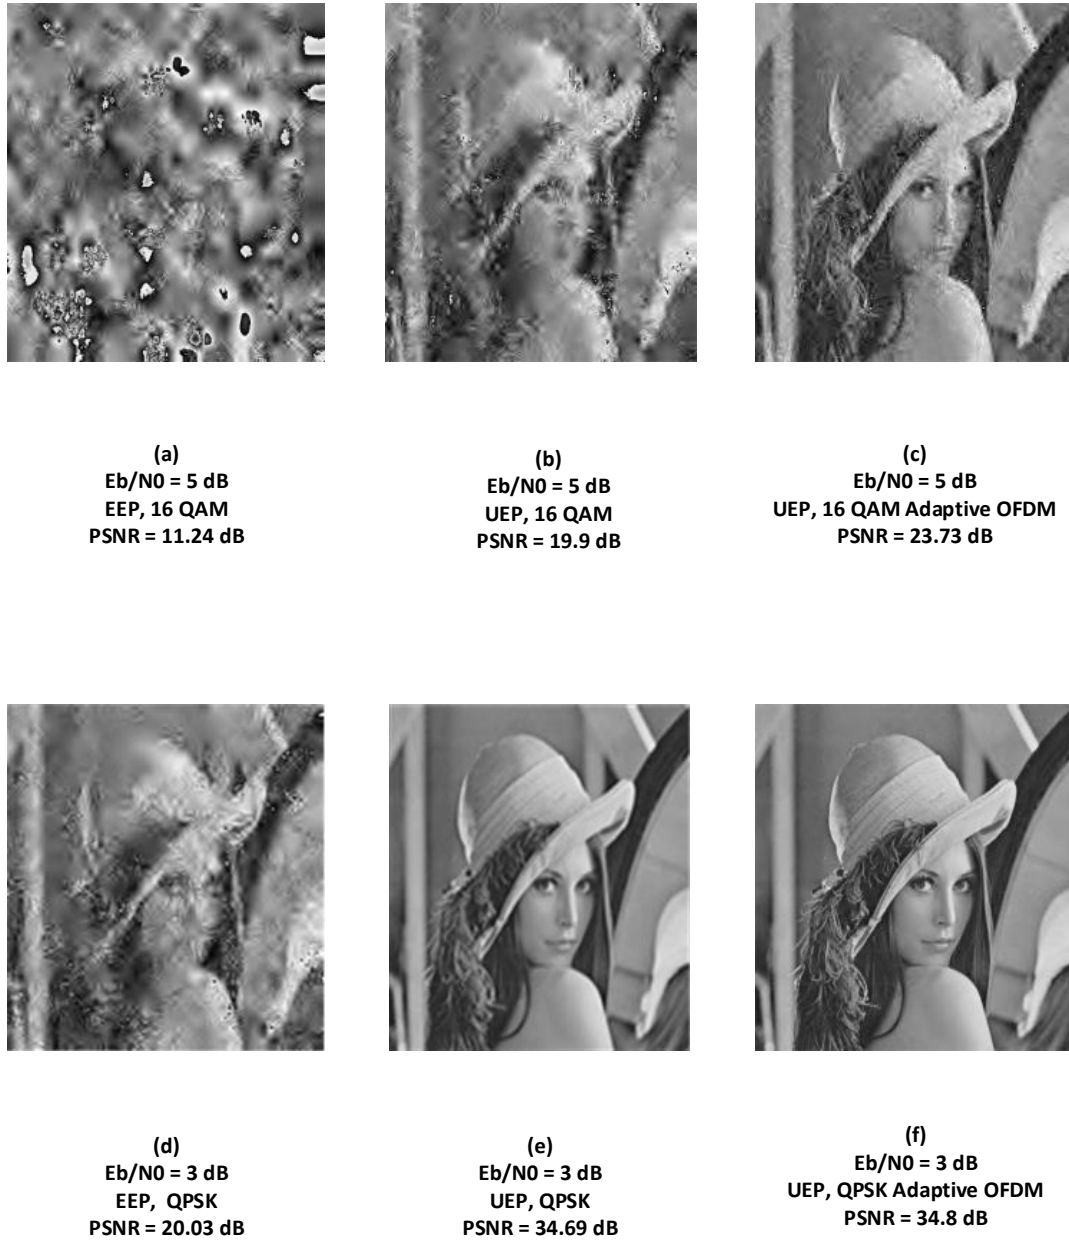 (a)
Eb/N0 = 5 dB
EEP, 16 QAM
PSNR = 11.24 dB
(b)
Eb/N0 = 5 dB
UEP, 16 QAM
PSNR = 19.9 dB
(c)
Eb/N0 = 5 dB
UEP, 16 QAM Adaptive OFDM
PSNR = 23.73 dB
(d)
Eb/N0 = 3 dB
EEP, QPSK
PSNR = 20.03 dB
(e)
Eb/N0 = 3 dB
UEP, QPSK
PSNR = 34.69 dB
(f)
Eb/N0 = 3 dB
UEP, QPSK Adaptive OFDM
PSNR = 34.8 dB